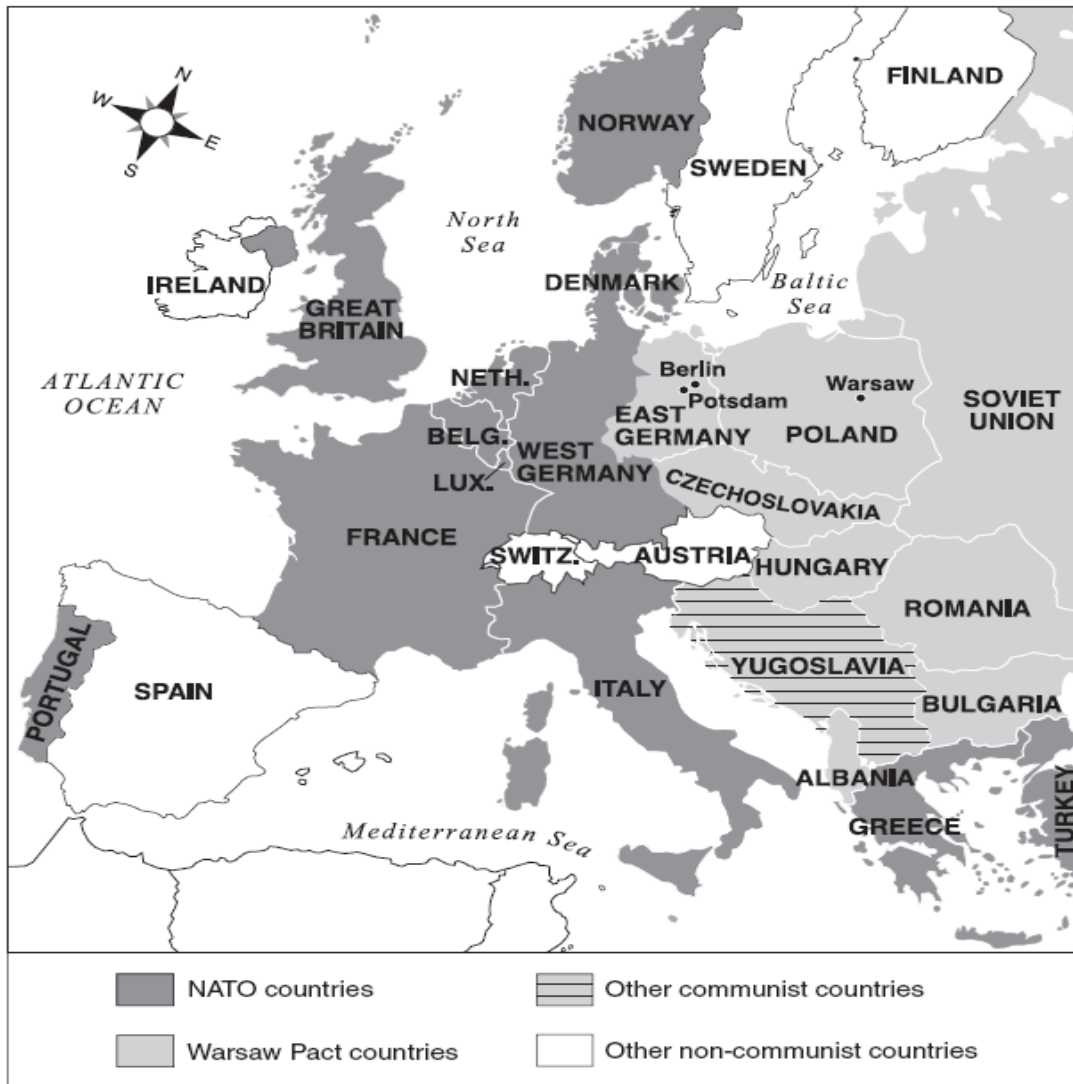 N
W
E
S
FINLAND
NORWAY
SWEDEN
North
Sea
IRELAND
DENMARK
Baltic
Sea
GREAT
BRITAIN
ATLANTIC
OCEAN
NETH.
Berlin
Potsdam
Warsaw
SOVIET
UNION
EAST
GERMANY
POLAND
BELG.
WEST
GERMANY
LUX.
CZECHOSLOVAKIA
FRANCE
SWITZ.
AUSTRIA
HUNGARY
ROMANIA
PORTUGAL
SPAIN
ITALY
YUGOSLAVIA
BULGARIA
ALBANIA
GREECE
TURKEY
Mediterranean Sea
NATO countries
Other communist countries
Warsaw Pact countries
Other non-communist countries